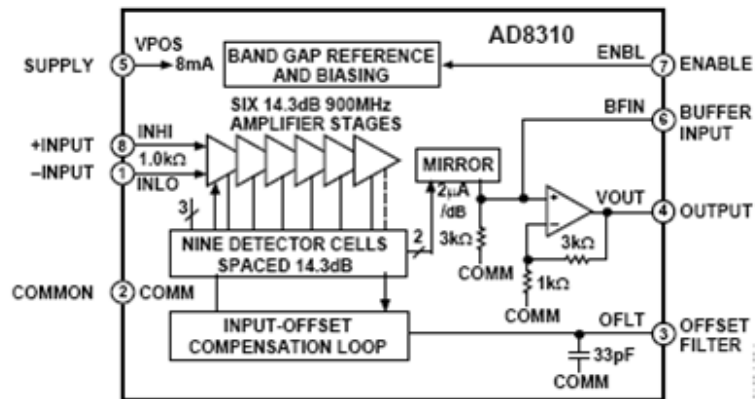 AD8310
SUPPLY
5
VPOS
8mA
BAND GAP REFERENCE
AND BIASING
ENBL
7
ENABLE
SIX 14.3dB 900MHz
AMPLIFIER STAGES
BFIN
6
BUFFER
INPUT
+INPUT
8
INHI
1.0kΩ
–INPUT
1
INLO
MIRROR
2μA
/dB
3kΩ
COMM
+
–
VOUT
4
OUTPUT
3kΩ
1kΩ
COMM
3
NINE DETECTOR CELLS
SPACED 14.3dB
2
COMMON
2
COMM
INPUT-OFFSET
COMPENSATION LOOP
OFLT
3
OFFSET
FILTER
33pF
COMM